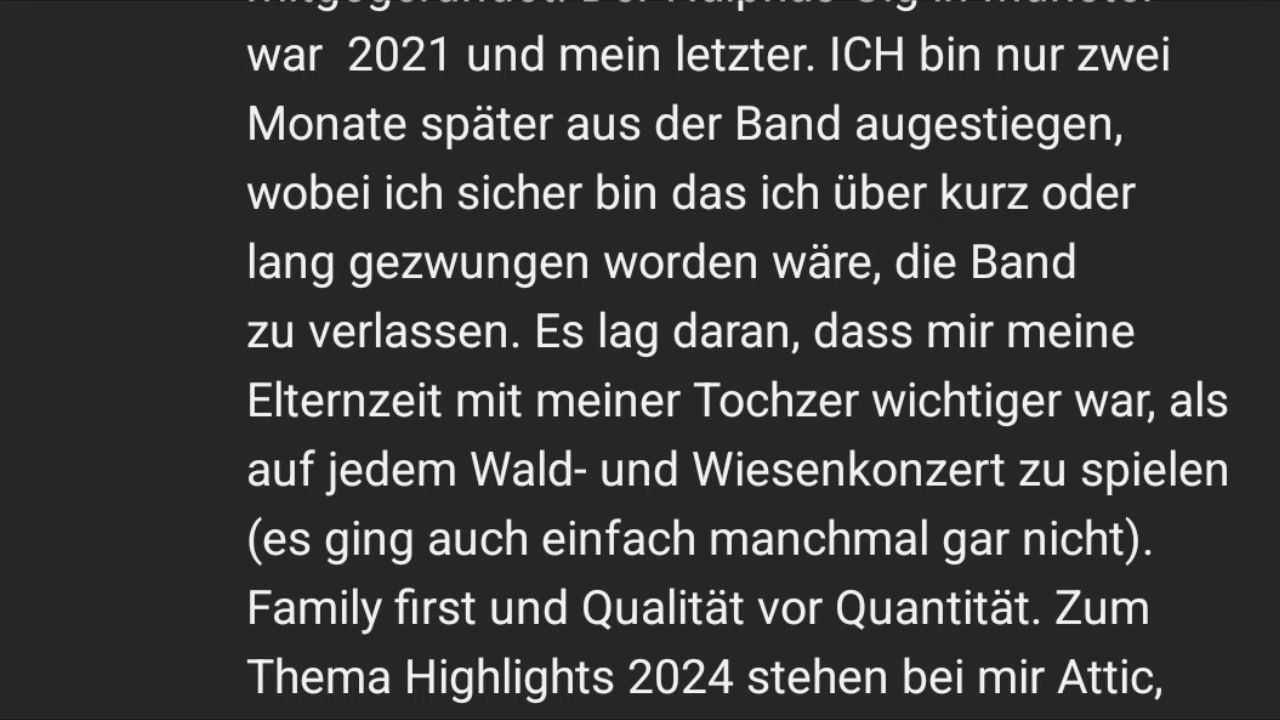 war  2021 und mein letzter. ICH bin nur zwei
Monate später aus der Band augestiegen,
wobei ich sicher bin das ich über kurz oder
lang gezwungen worden wäre, die Band
zu verlassen. Es lag daran, dass mir meine
Elternzeit mit meiner Tochzer wichtiger war, als
auf jedem Wald- und Wiesenkonzert zu spielen
(es ging auch einfach manchmal gar nicht).
Family first und Qualität vor Quantität. Zum
Thema Highlights 2024 stehen bei mir Attic,